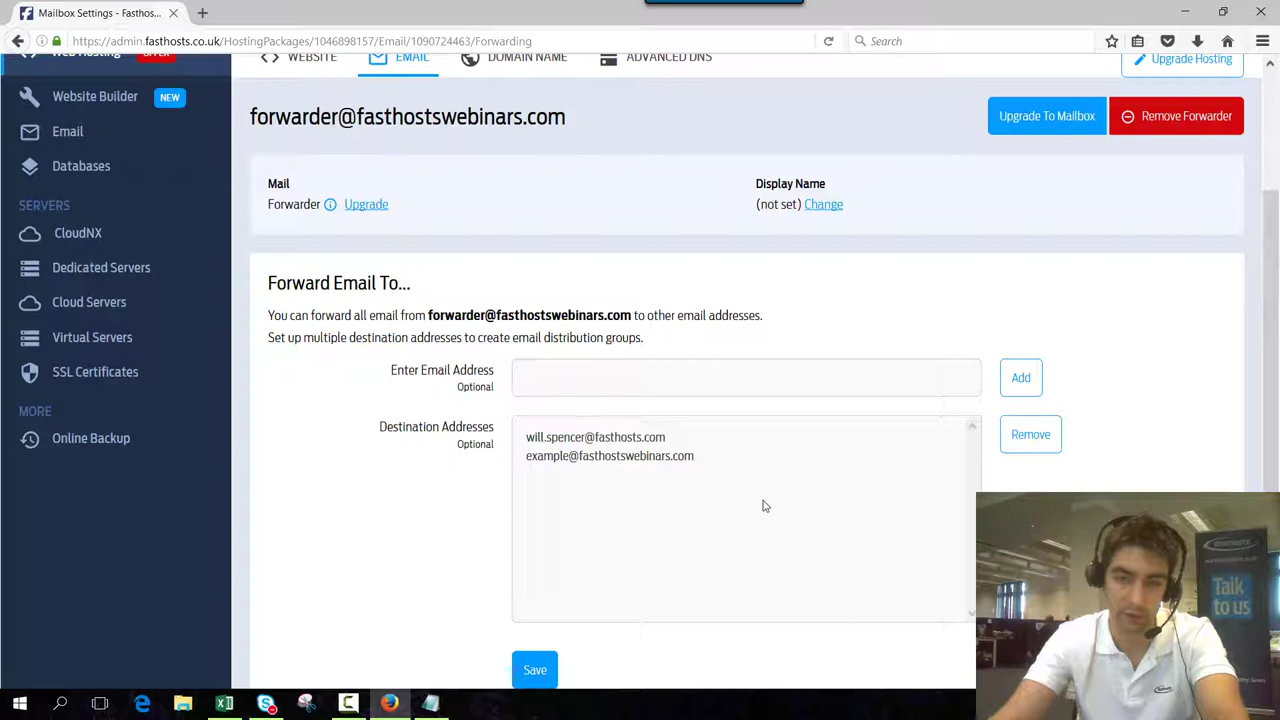 Mailbox Settings - Fasthos...
https://admin.fasthosts.co.uk/HostingPackages/1046898157/Email/1090724463/Forwarding
Search
WEBSITE
EMAIL
DOMAIN NAME
ADVANCED DNS
Upgrade Hosting
Website Builder
NEW
Email
Databases
SERVERS
CloudNX
Dedicated Servers
Cloud Servers
Virtual Servers
SSL Certificates
MORE
Online Backup
forwarder@fasthostswebinars.com
Upgrade To Mailbox
Remove Forwarder
Mail
Forwarder Upgrade
Display Name
(not set) Change
Forward Email To...
You can forward all email from forwarder@fasthostswebinars.com to other email addresses.
Set up multiple destination addresses to create email distribution groups.
Enter Email Address
Optional
Add
Destination Addresses
Optional
will.spencer@fasthosts.com
example@fasthostswebinars.com
Remove
Save
Talk
to us